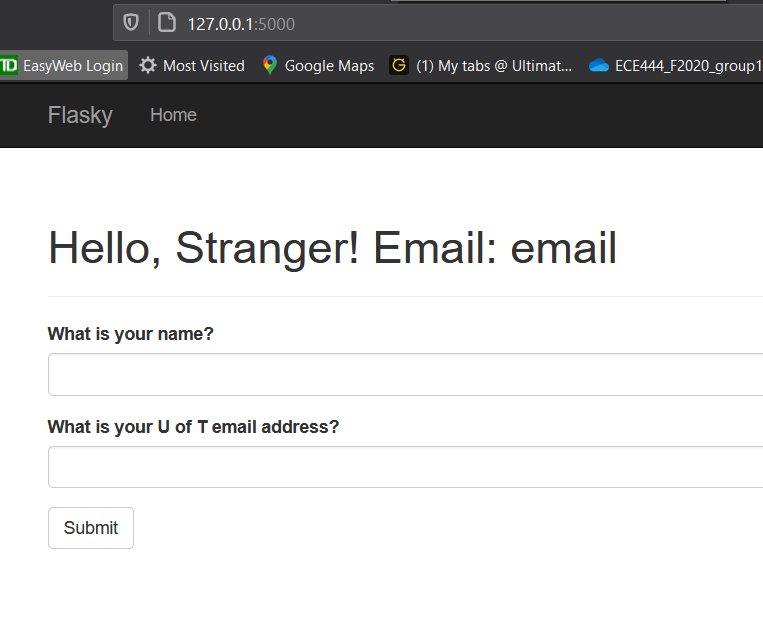 127.0.0.1:5000
TD EasyWeb Login Most Visited Google Maps G (1) My tabs @ Ultimat... ECE444_F2020_group1
Flasky Home
Hello, Stranger! Email: email
What is your name?
What is your U of T email address?
Submit